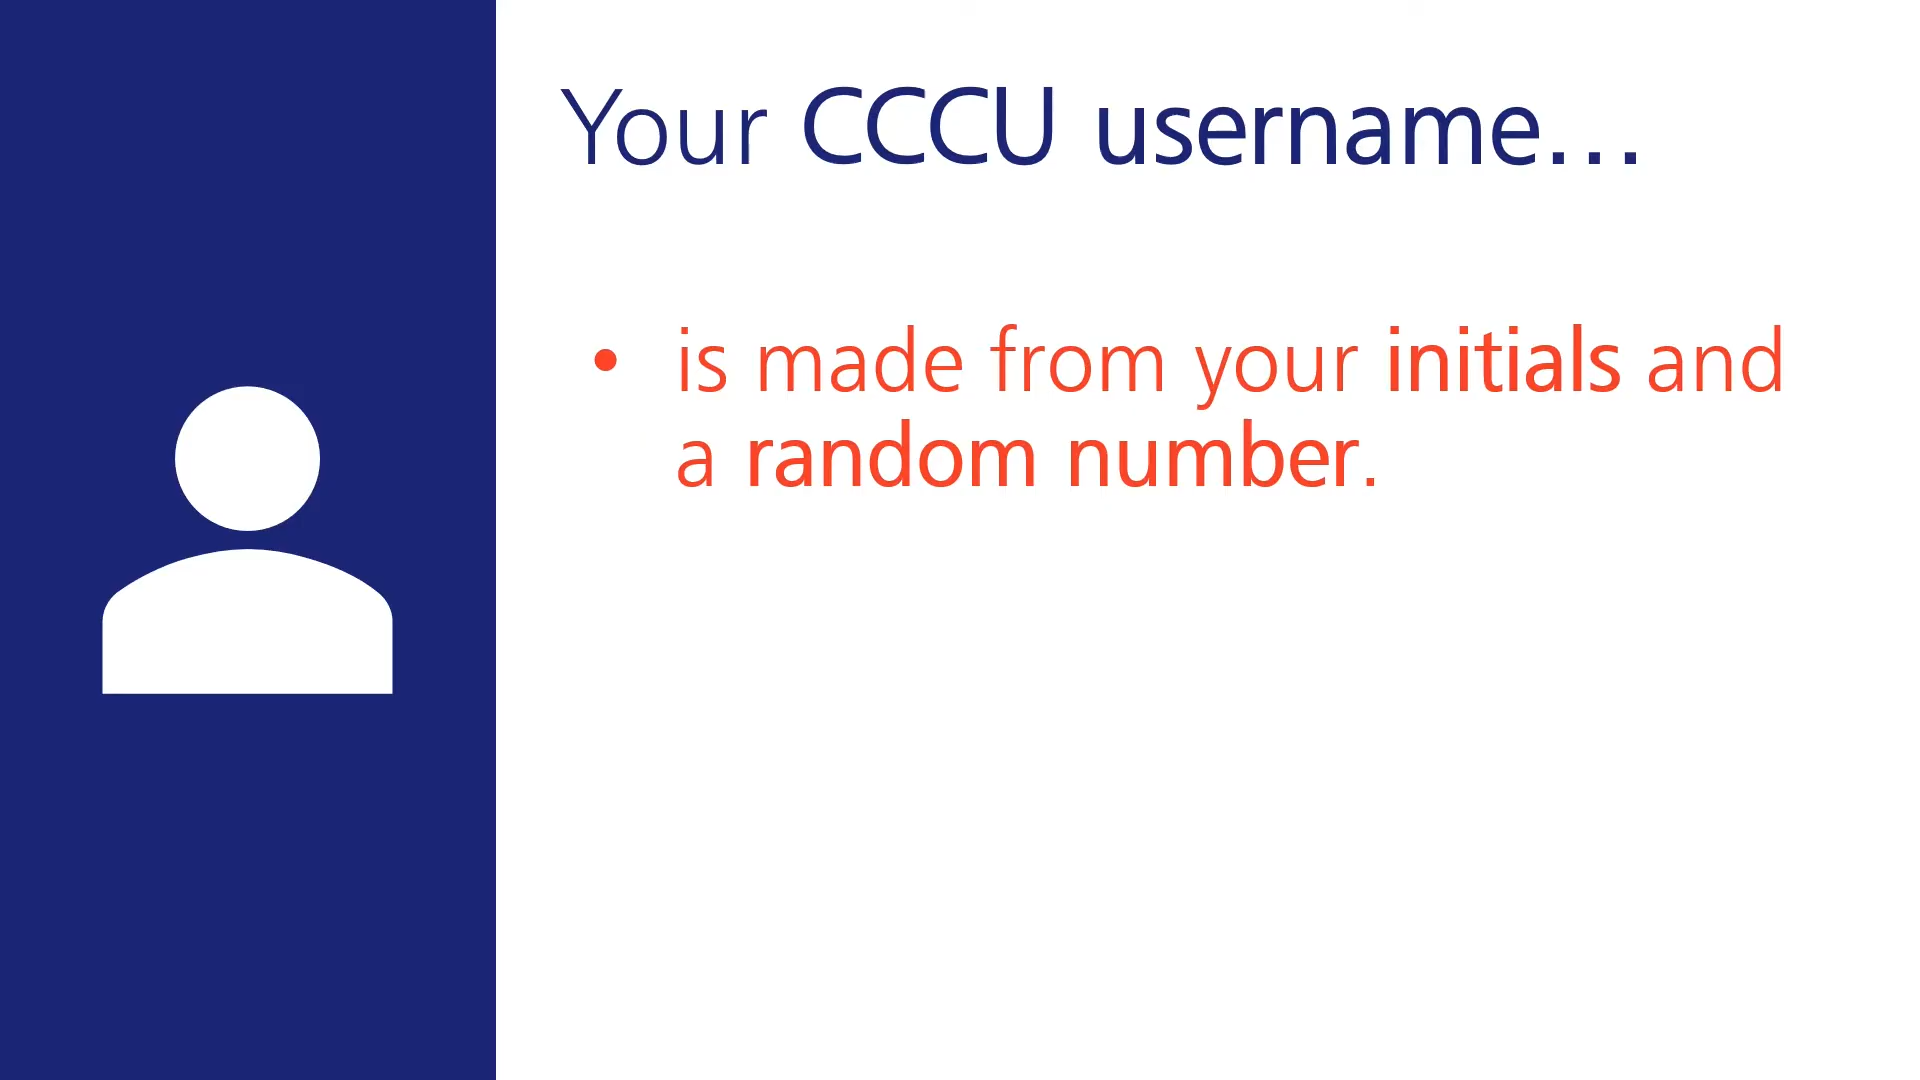 Your CCCU username…
• is made from your initials and
a random number.